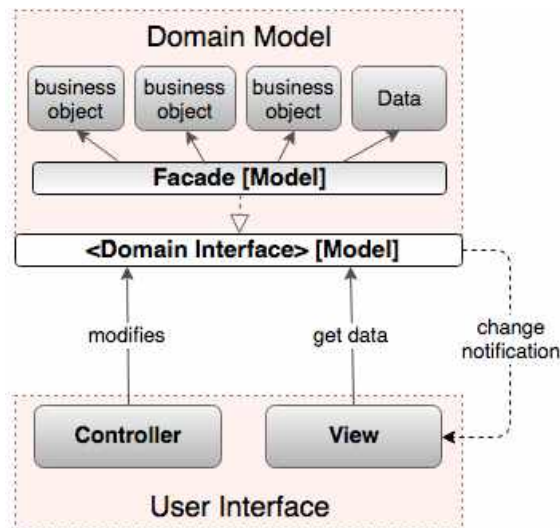 Domain Model
business
object
business
object
business
object
Data
Facade [Model]
<Domain Interface> [Model]
modifies
get data
change
notification
Controller
View
User Interface